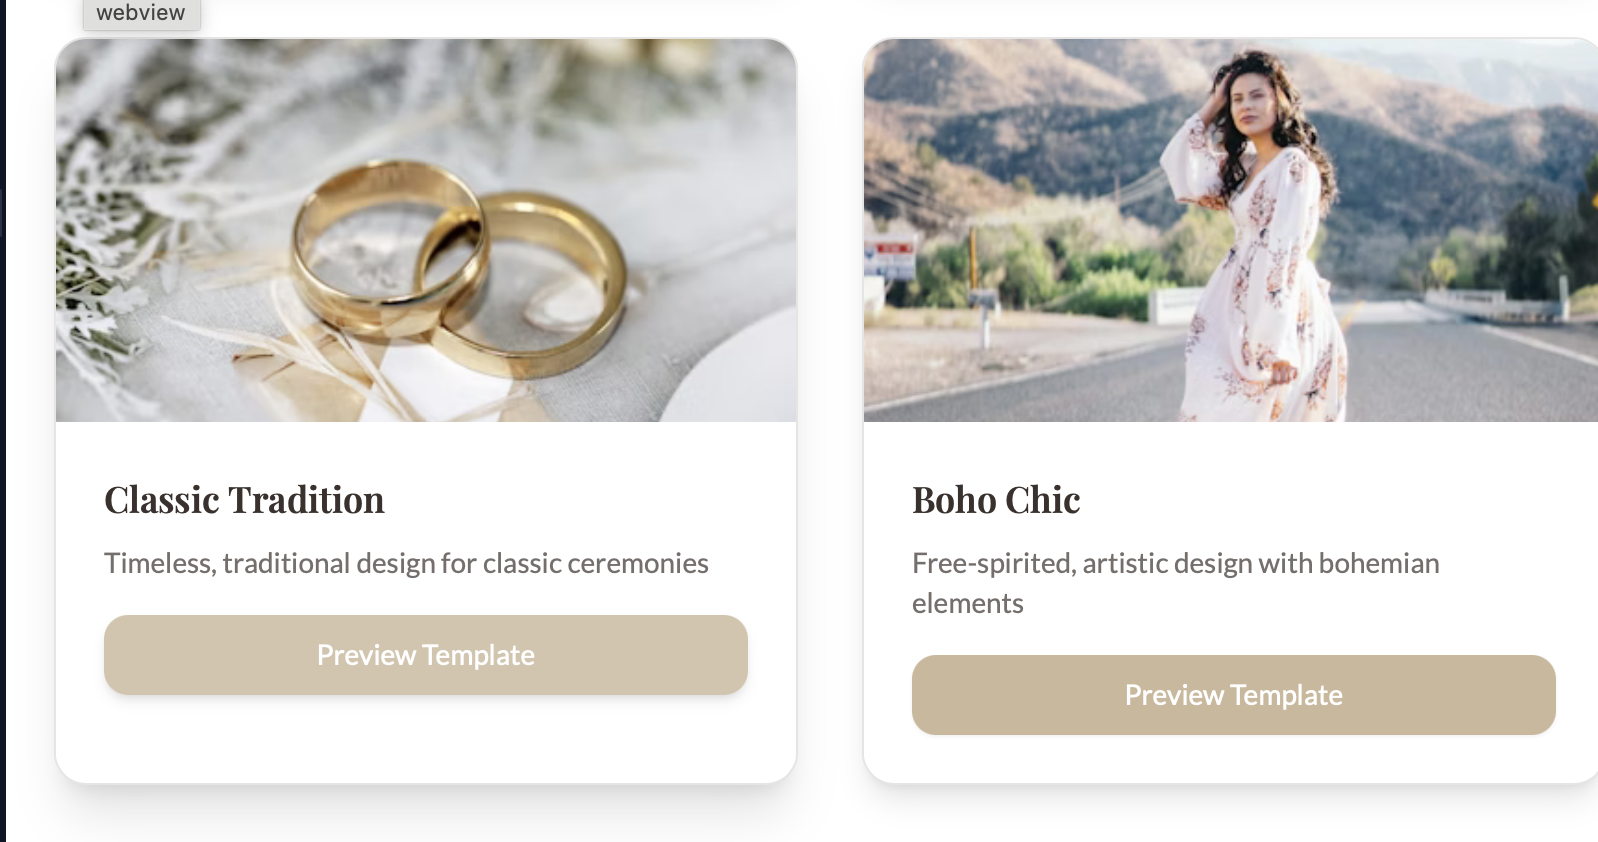 webview
Classic Tradition
Timeless, traditional design for classic ceremonies
Preview Template
Boho Chic
Free-spirited, artistic design with bohemian
elements
Preview Template